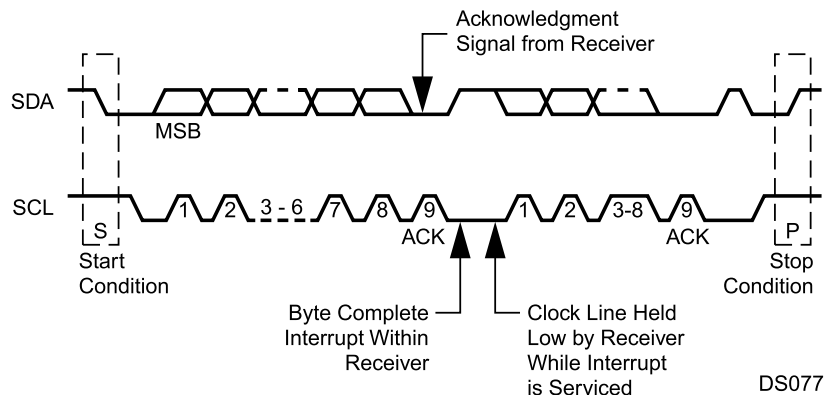 Acknowledgment
Signal from Receiver
SDA
MSB
SCL
1 2 3 - 6 7 8 9 1 2 3-8 9
ACK ACK
S P
Start
Condition
Stop
Condition
Byte Complete
Interrupt Within
Receiver
Clock Line Held
Low by Receiver
While Interrupt
is Serviced
DS077